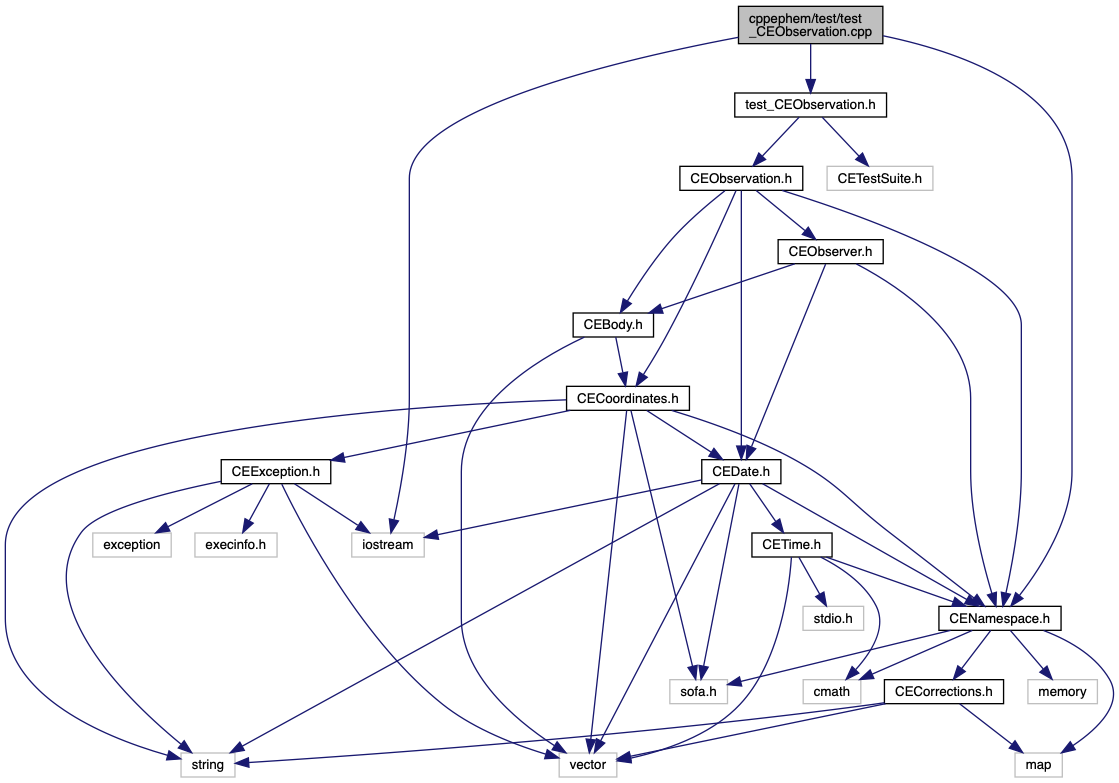 cppephem/test/test
_CEObservation.cpp
test_CEObservation.h
CEObservation.h
CETestSuite.h
CEObserver.h
CEBody.h
CECoordinates.h
CEException.h
CEDate.h
exception
execinfo.h
iostream
CETime.h
stdio.h
CENamespace.h
sofa.h
cmath
CECorrections.h
memory
string
vector
map